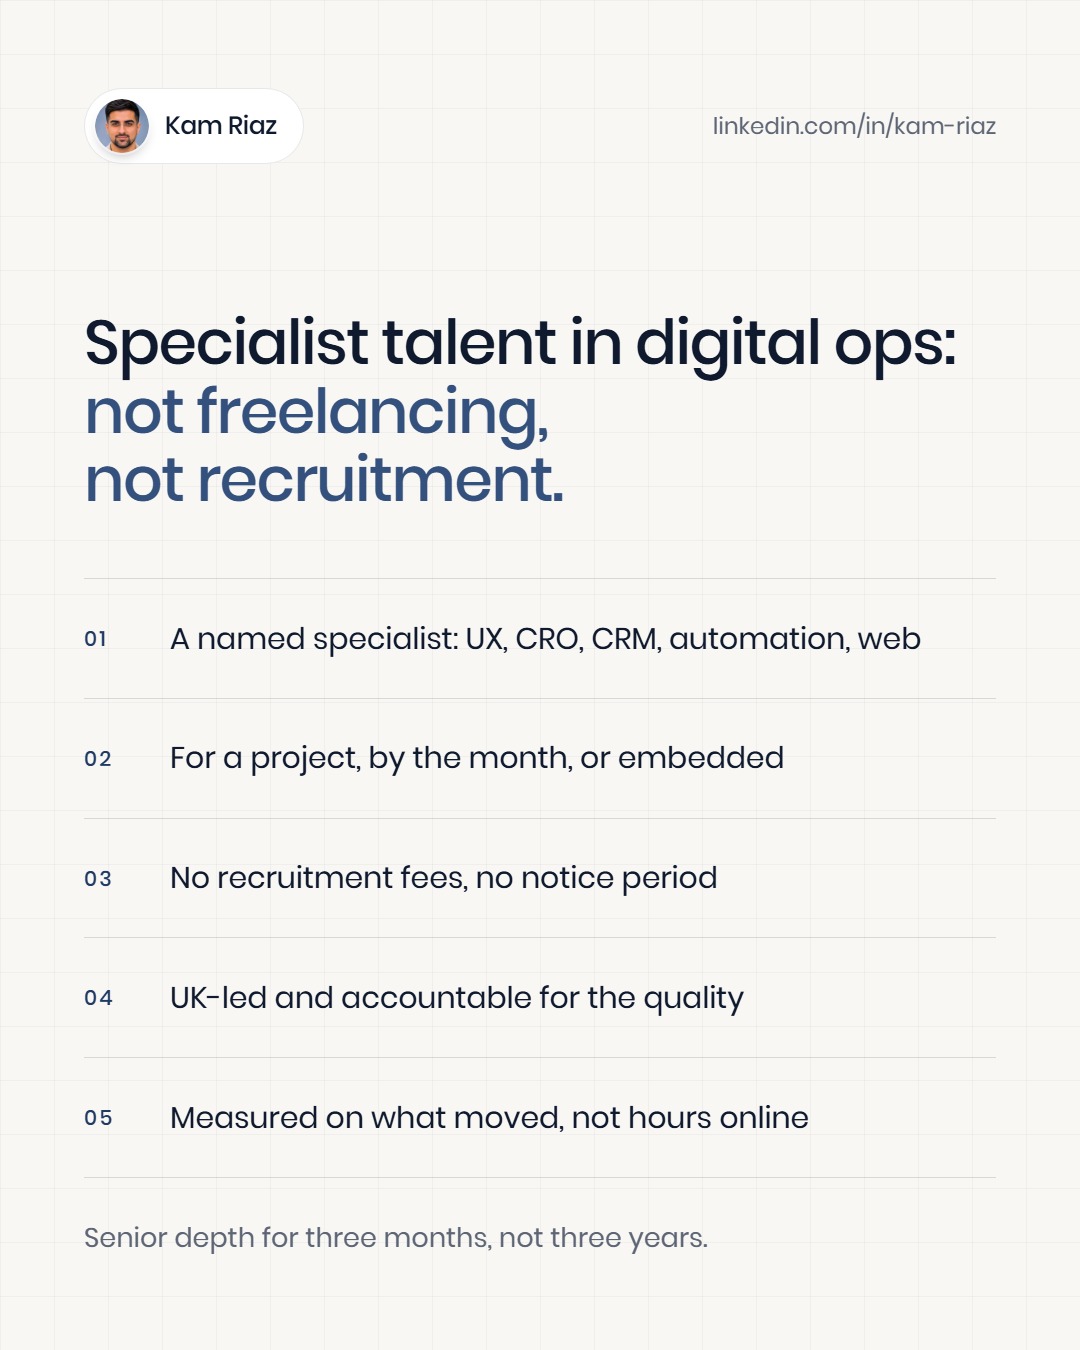 Kam Riaz
linkedin.com/in/kam-riaz
Specialist talent in digital ops:
not freelancing,
not recruitment.
01 A named specialist: UX, CRO, CRM, automation, web
02 For a project, by the month, or embedded
03 No recruitment fees, no notice period
04 UK-led and accountable for the quality
05 Measured on what moved, not hours online
Senior depth for three months, not three years.